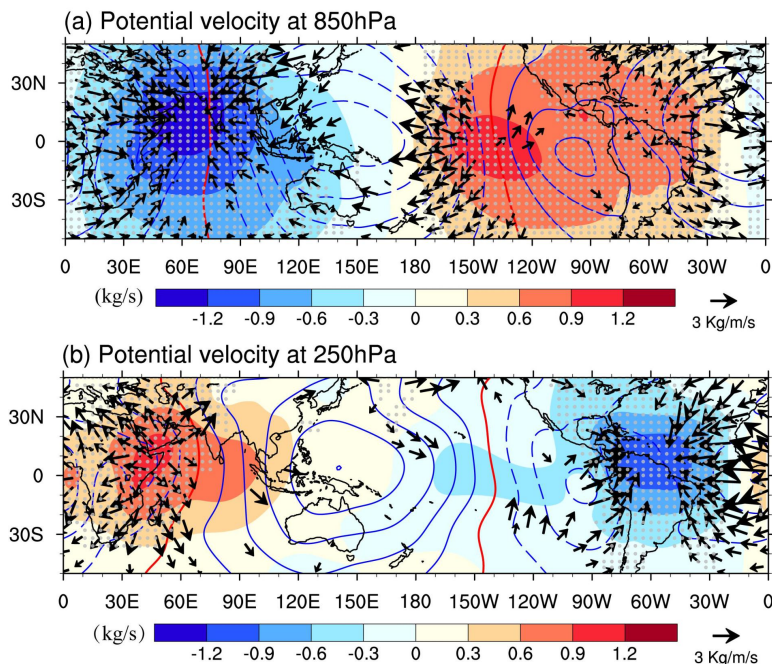 (a) Potential velocity at 850hPa
30N
0
30S
0 30E 60E 90E 120E 150E 180 150W 120W 90W 60W 30W 0
(kg/s)
-1.2 -0.9 -0.6 -0.3 0 0.3 0.6 0.9 1.2
3 Kg/m/s
(b) Potential velocity at 250hPa
30N
0
30S
0 30E 60E 90E 120E 150E 180 150W 120W 90W 60W 30W 0
(kg/s)
-1.2 -0.9 -0.6 -0.3 0 0.3 0.6 0.9 1.2
3 Kg/m/s